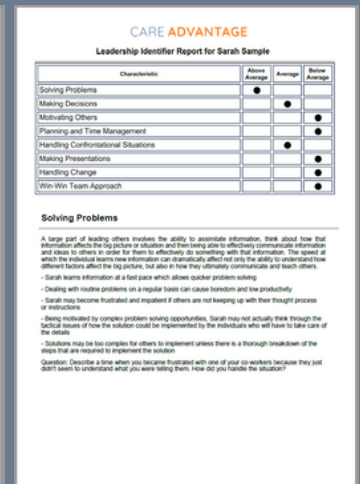 CARE ADVANTAGE
Leadership Identifier Report for Sarah Sample
Characteristic Above Average Average Below Average
Solving Problems
Making Decisions
Motivating Others
Planning and Time Management
Handling Confrontational Situations
Making Presentations
Handling Change
Win-Win Team Approach
Solving Problems
A large part of leading others involves the ability to assimilate information, think about how that
information affects the big picture or situation and then being able to effectively communicate information
and ideas to others in order for them to effectively do something with that information. The speed at
which the individual learns new information can dramatically affect not only the ability to understand how
different factors affect the big picture, but also in how they ultimately communicate and teach others.
- Sarah learns information at a fast pace which allows quicker problem solving
- Dealing with routine problems on a regular basis can cause boredom and low productivity
- Sarah may become frustrated and impatient if others are not keeping up with their thought process
or instructions
- Being motivated by complex problem solving opportunities, Sarah may not actually think through the
tactical issues of how the solution could be implemented by the individuals who will have to take care of
the details
- Solutions may be too complex for others to implement unless there is a thorough breakdown of the
steps that are required to implement the solution
Question: Describe a time when you became frustrated with one of your co-workers because they just
didn't seem to understand what you were telling them. How did you handle the situation?